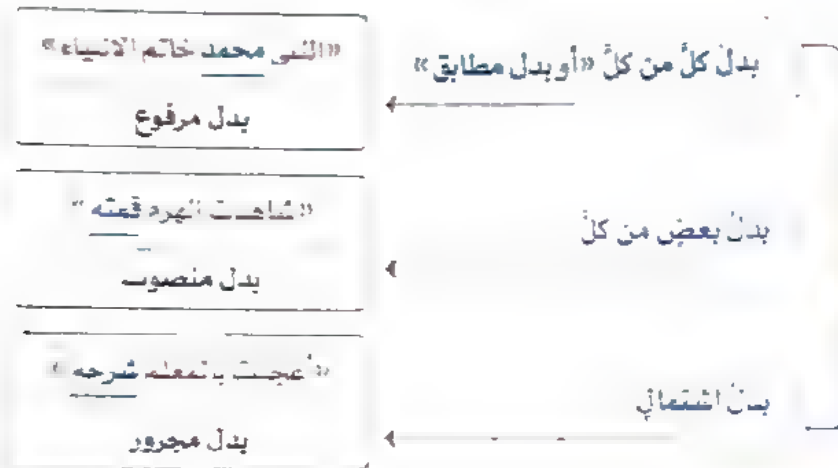 بدلُ كلٍّ من كلٍّ «أو بدل مطابق»
«النبي محمد خاتم الانبياء»
بدل مرفوع
بدل بعضٍ من كلٍّ
«شاهدت الهرم قمته»
بدل منصوب
بدل اشتمالٍ
«أعجبت بالمعلم شرحه»
بدل مجرور